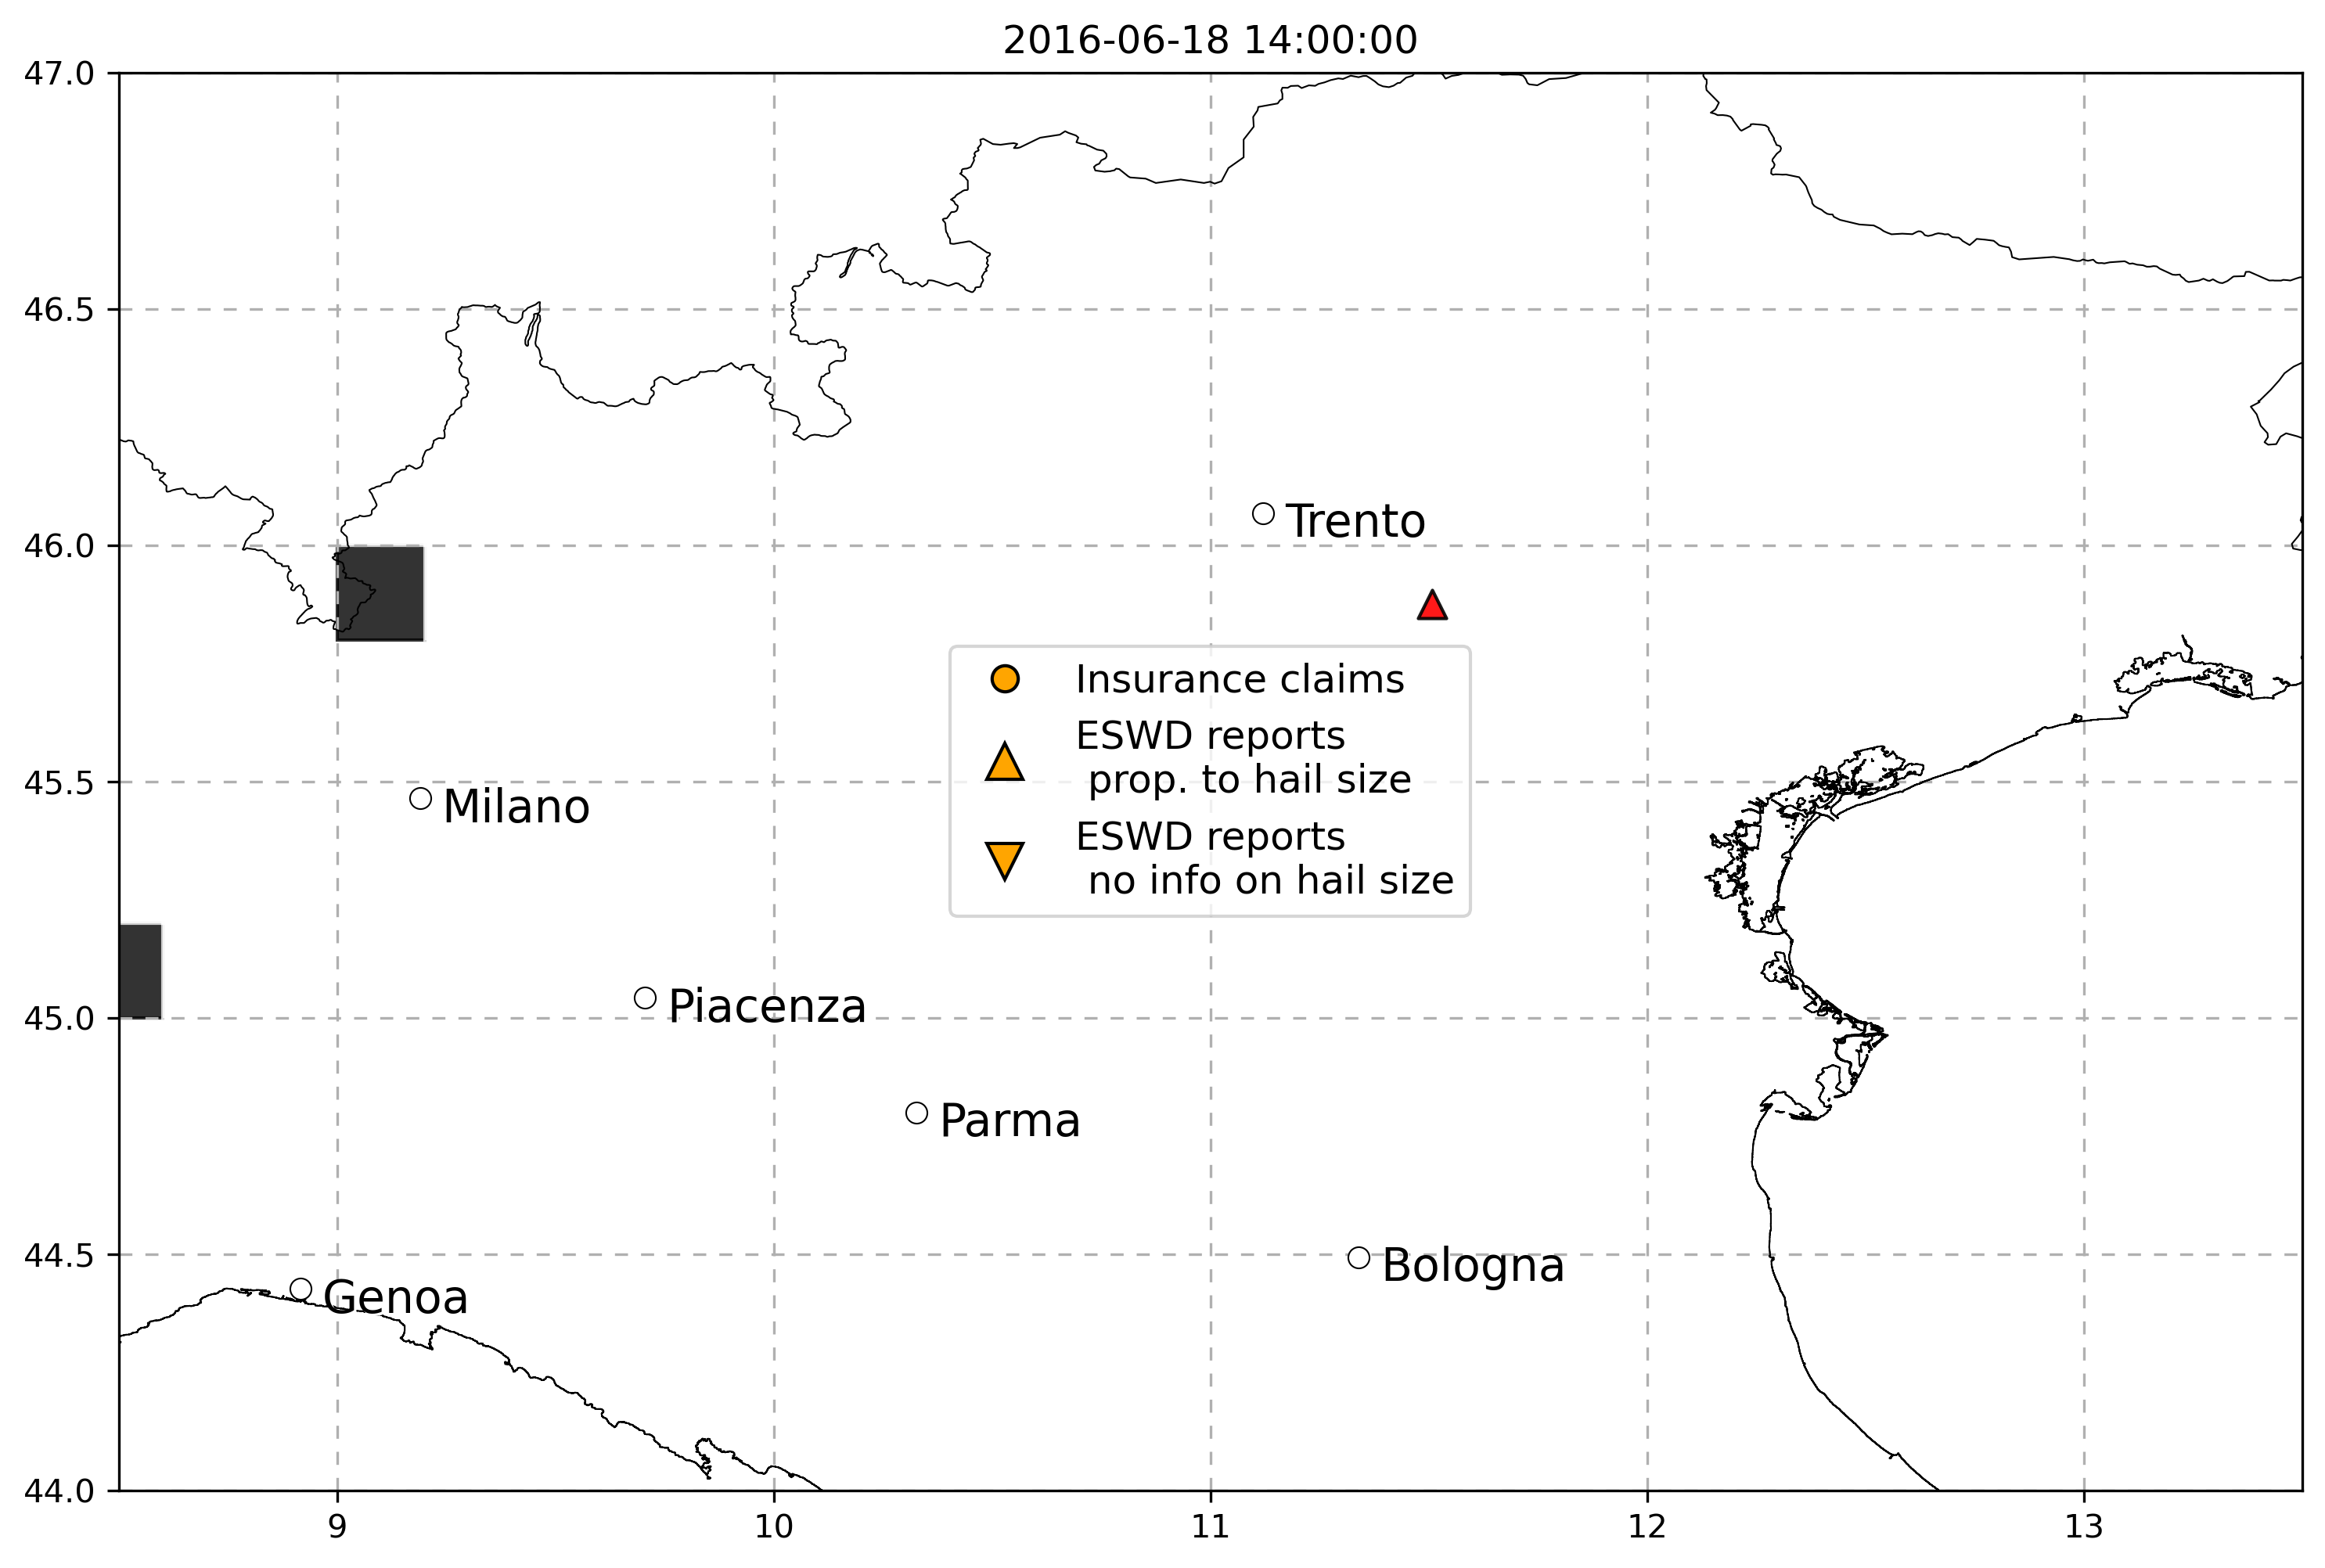 2016-06-18 14:00:00
47.0
46.5
46.0
45.5
45.0
44.5
44.0
Trento
Insurance claims
ESWD reports
prop. to hail size
ESWD reports
no info on hail size
Milano
Piacenza
Parma
Bologna
Genoa
9 10 11 12 13